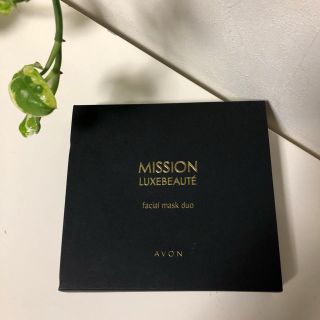 MISSION
LUXEBEAUTÉ
facial mask duo
AVON